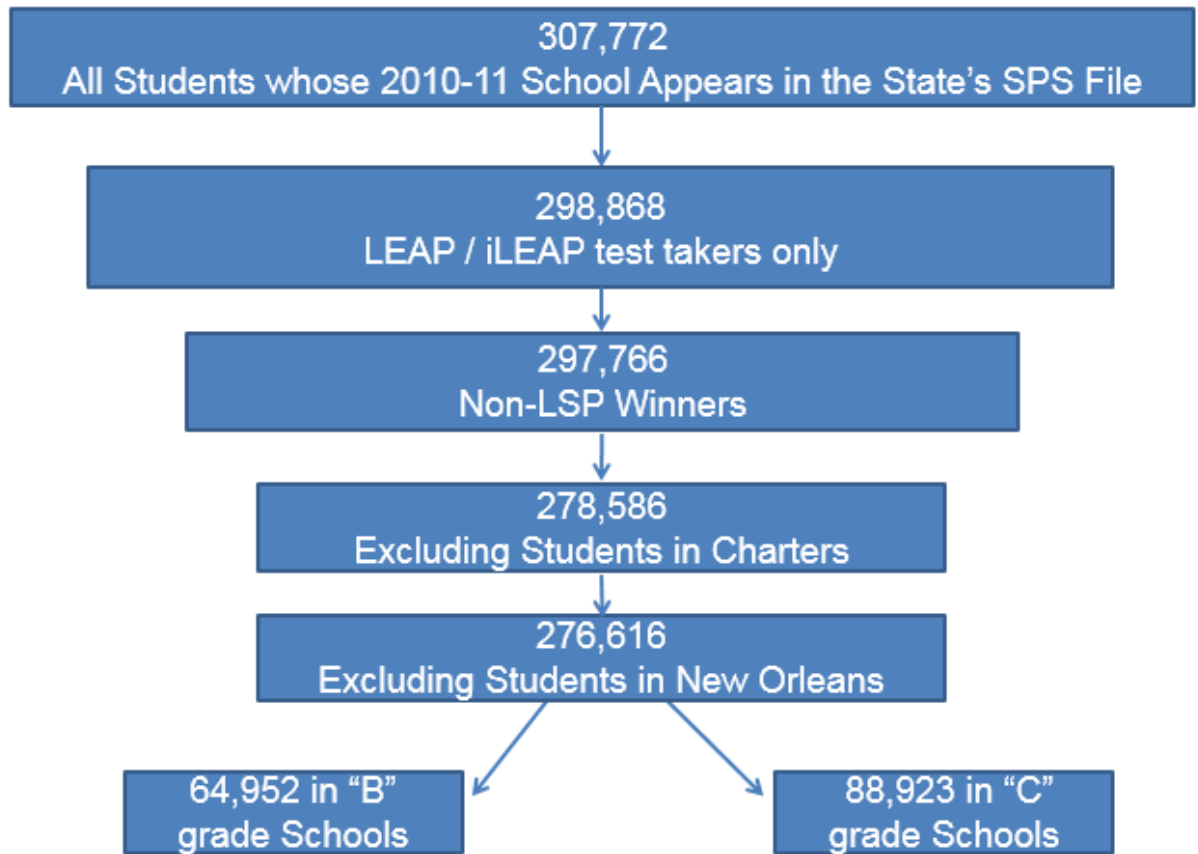 307,772
All Students whose 2010-11 School Appears in the State's SPS File
298,868
LEAP / iLEAP test takers only
297,766
Non-LSP Winners
278,586
Excluding Students in Charters
276,616
Excluding Students in New Orleans
64,952 in “B”
grade Schools
88,923 in “C”
grade Schools